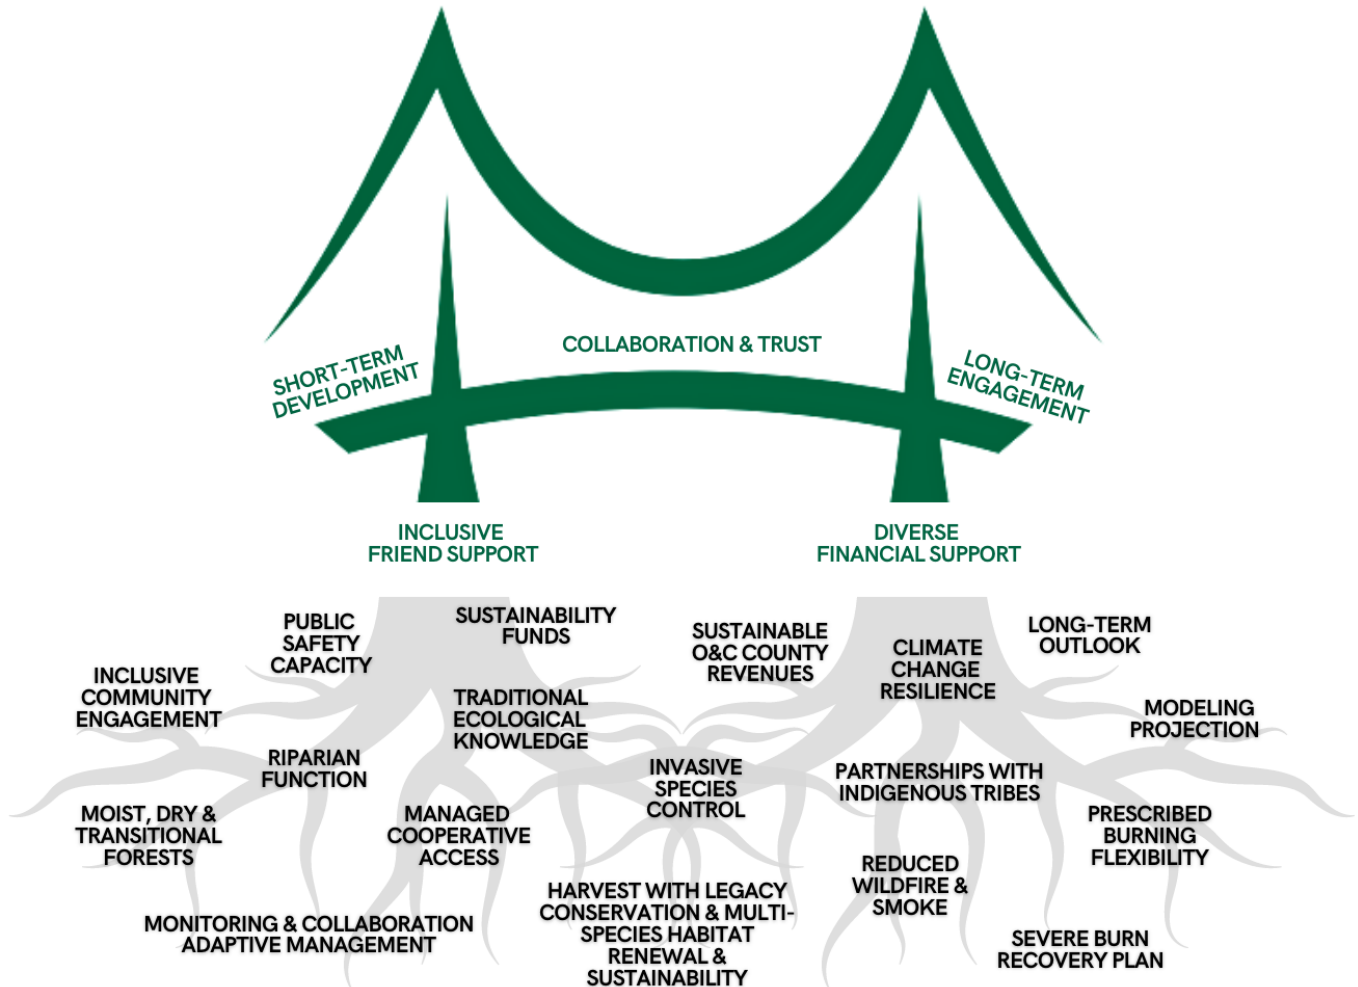 COLLABORATION & TRUST
SHORT-TERM
DEVELOPMENT
LONG-TERM
ENGAGEMENT
INCLUSIVE
FRIEND SUPPORT
DIVERSE
FINANCIAL SUPPORT
PUBLIC
SAFETY
CAPACITY
SUSTAINABILITY
FUNDS
SUSTAINABLE
O&C COUNTY
REVENUES
CLIMATE
CHANGE
RESILIENCE
LONG-TERM
OUTLOOK
INCLUSIVE
COMMUNITY
ENGAGEMENT
TRADITIONAL
ECOLOGICAL
KNOWLEDGE
MODELING
PROJECTION
RIPARIAN
FUNCTION
INVASIVE
SPECIES
CONTROL
PARTNERSHIPS WITH
INDIGENOUS TRIBES
MOIST, DRY &
TRANSITIONAL
FORESTS
MANAGED
COOPERATIVE
ACCESS
PRESCRIBED
BURNING
FLEXIBILITY
REDUCED
WILDFIRE &
SMOKE
MONITORING & COLLABORATION
ADAPTIVE MANAGEMENT
HARVEST WITH LEGACY
CONSERVATION & MULTI-
SPECIES HABITAT
RENEWAL &
SUSTAINABILITY
SEVERE BURN
RECOVERY PLAN